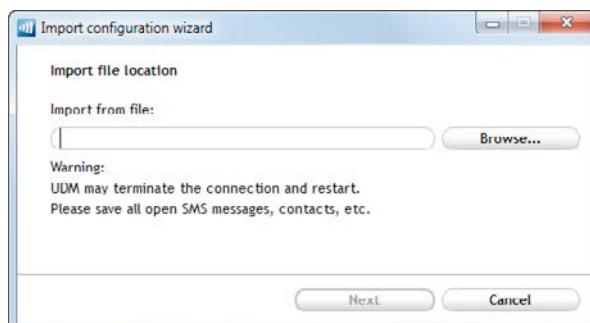 Import configuration wizard
Import file location
Import from file:
Browse...
Warning:
UDM may terminate the connection and restart.
Please save all open SMS messages, contacts, etc.
Next
Cancel